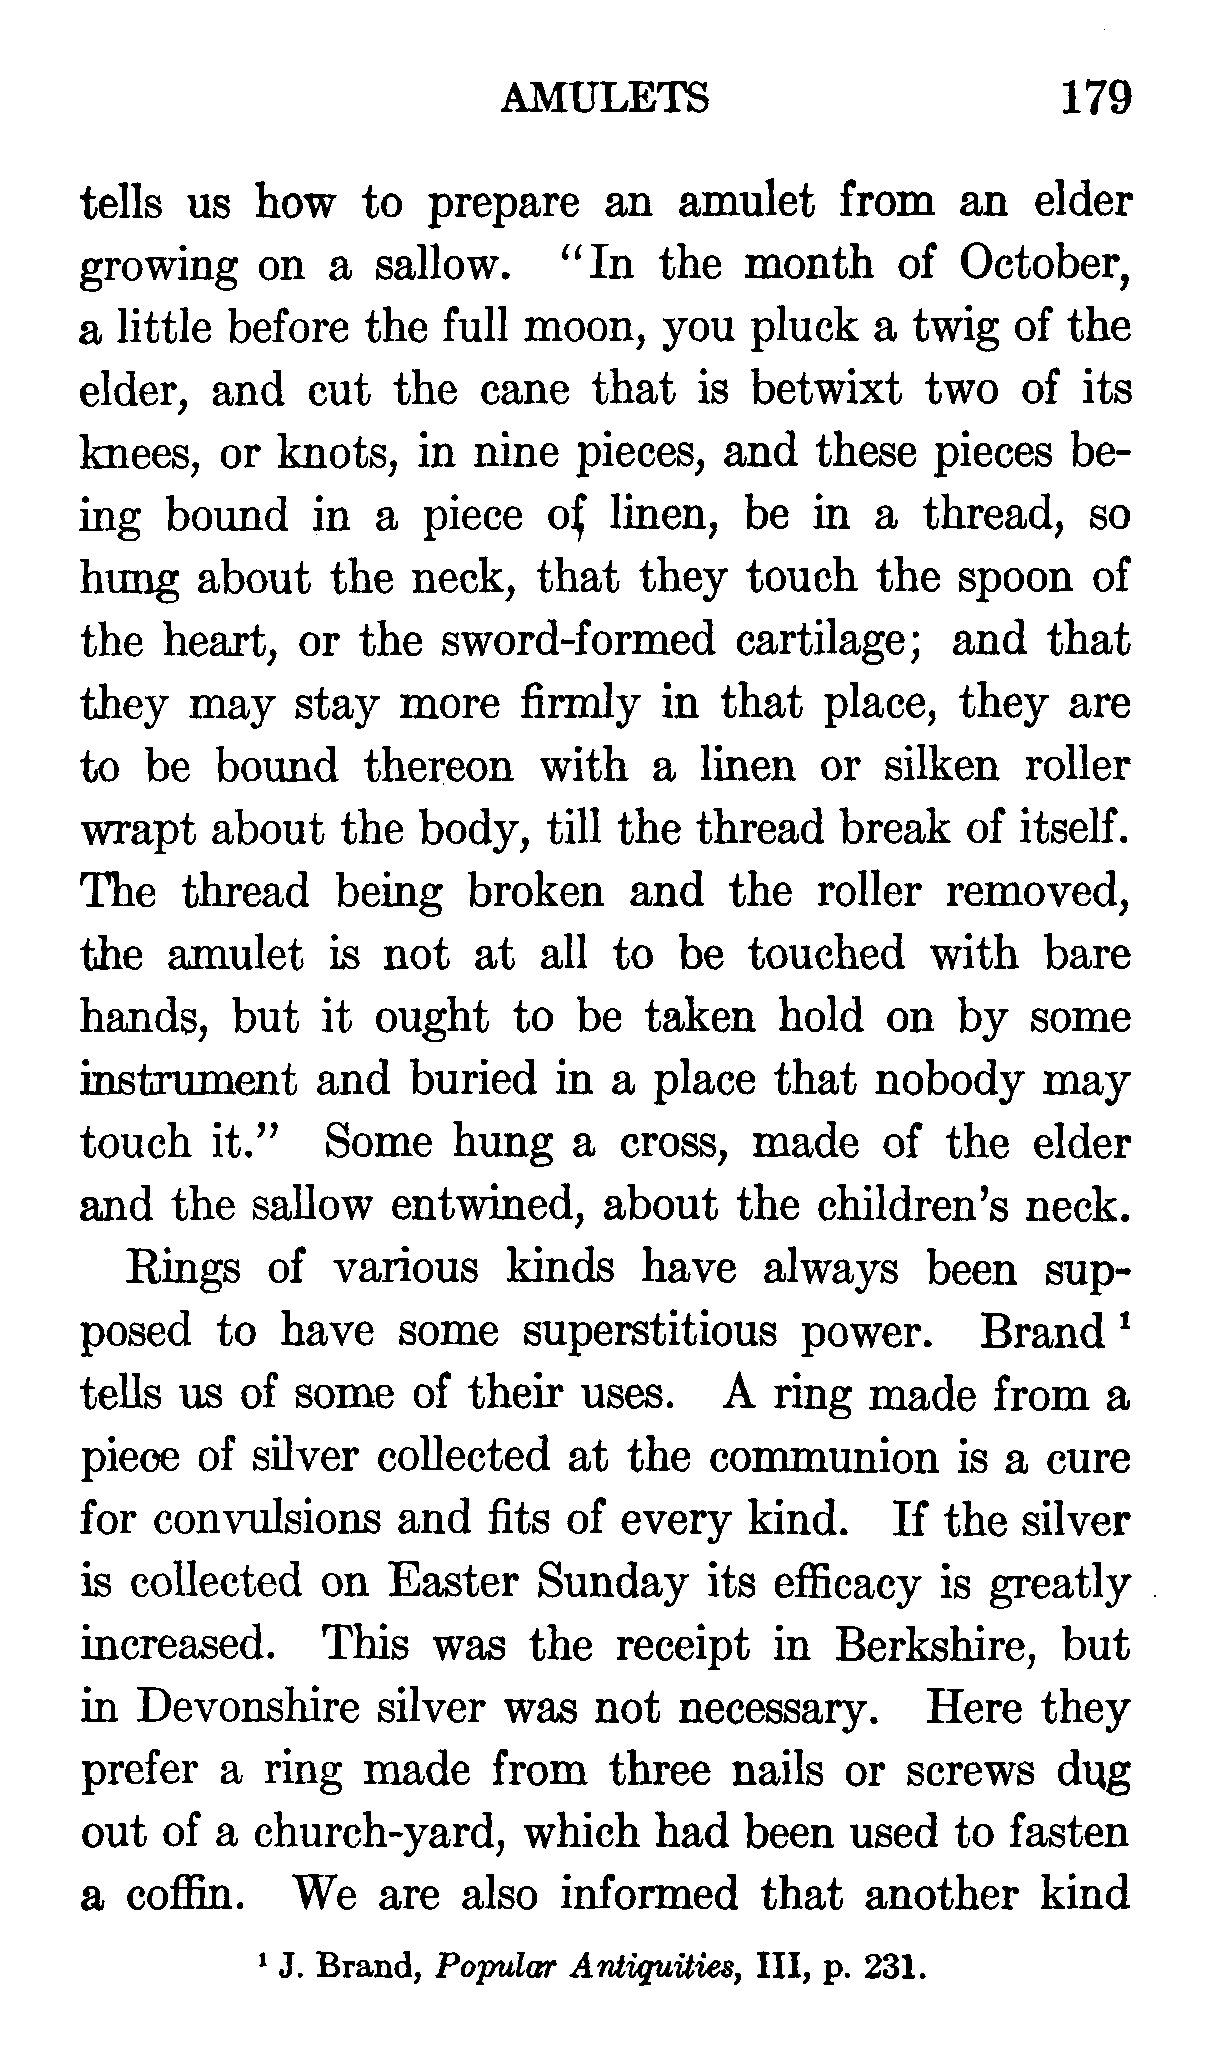 AMULETS 179
tells us how to prepare an amulet from an elder
growing on a sallow. "In the month of October,
a little before the full moon, you pluck a twig of the
elder, and cut the cane that is betwixt two of its
knees, or knots, in nine pieces, and these pieces be-
ing bound in a piece of linen, be in a thread, so
hung about the neck, that they touch the spoon of
the heart, or the sword-formed cartilage; and that
they may stay more firmly in that place, they are
to be bound thereon with a linen or silken roller
wrapt about the body, till the thread break of itself.
The thread being broken and the roller removed,
the amulet is not at all to be touched with bare
hands, but it ought to be taken hold on by some
instrument and buried in a place that nobody may
touch it." Some hung a cross, made of the elder
and the sallow entwined, about the children's neck.
Rings of various kinds have always been sup-
posed to have some superstitious power. Brand ¹
tells us of some of their uses. A ring made from a
piece of silver collected at the communion is a cure
for convulsions and fits of every kind. If the silver
is collected on Easter Sunday its efficacy is greatly
increased. This was the receipt in Berkshire, but
in Devonshire silver was not necessary. Here they
prefer a ring made from three nails or screws dug
out of a church-yard, which had been used to fasten
a coffin. We are also informed that another kind
¹ J. Brand, Popular Antiquities, III, p. 231.